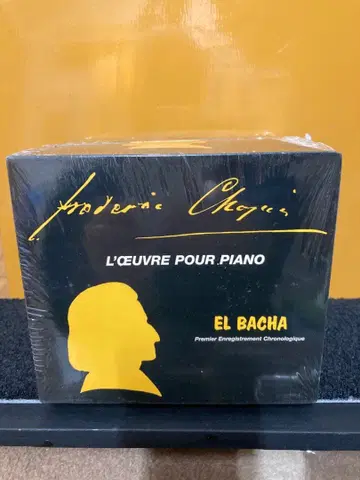 Frédéric Chopin
L'ŒUVRE POUR PIANO
EL BACHA
Premier Enregistrement Chronologique